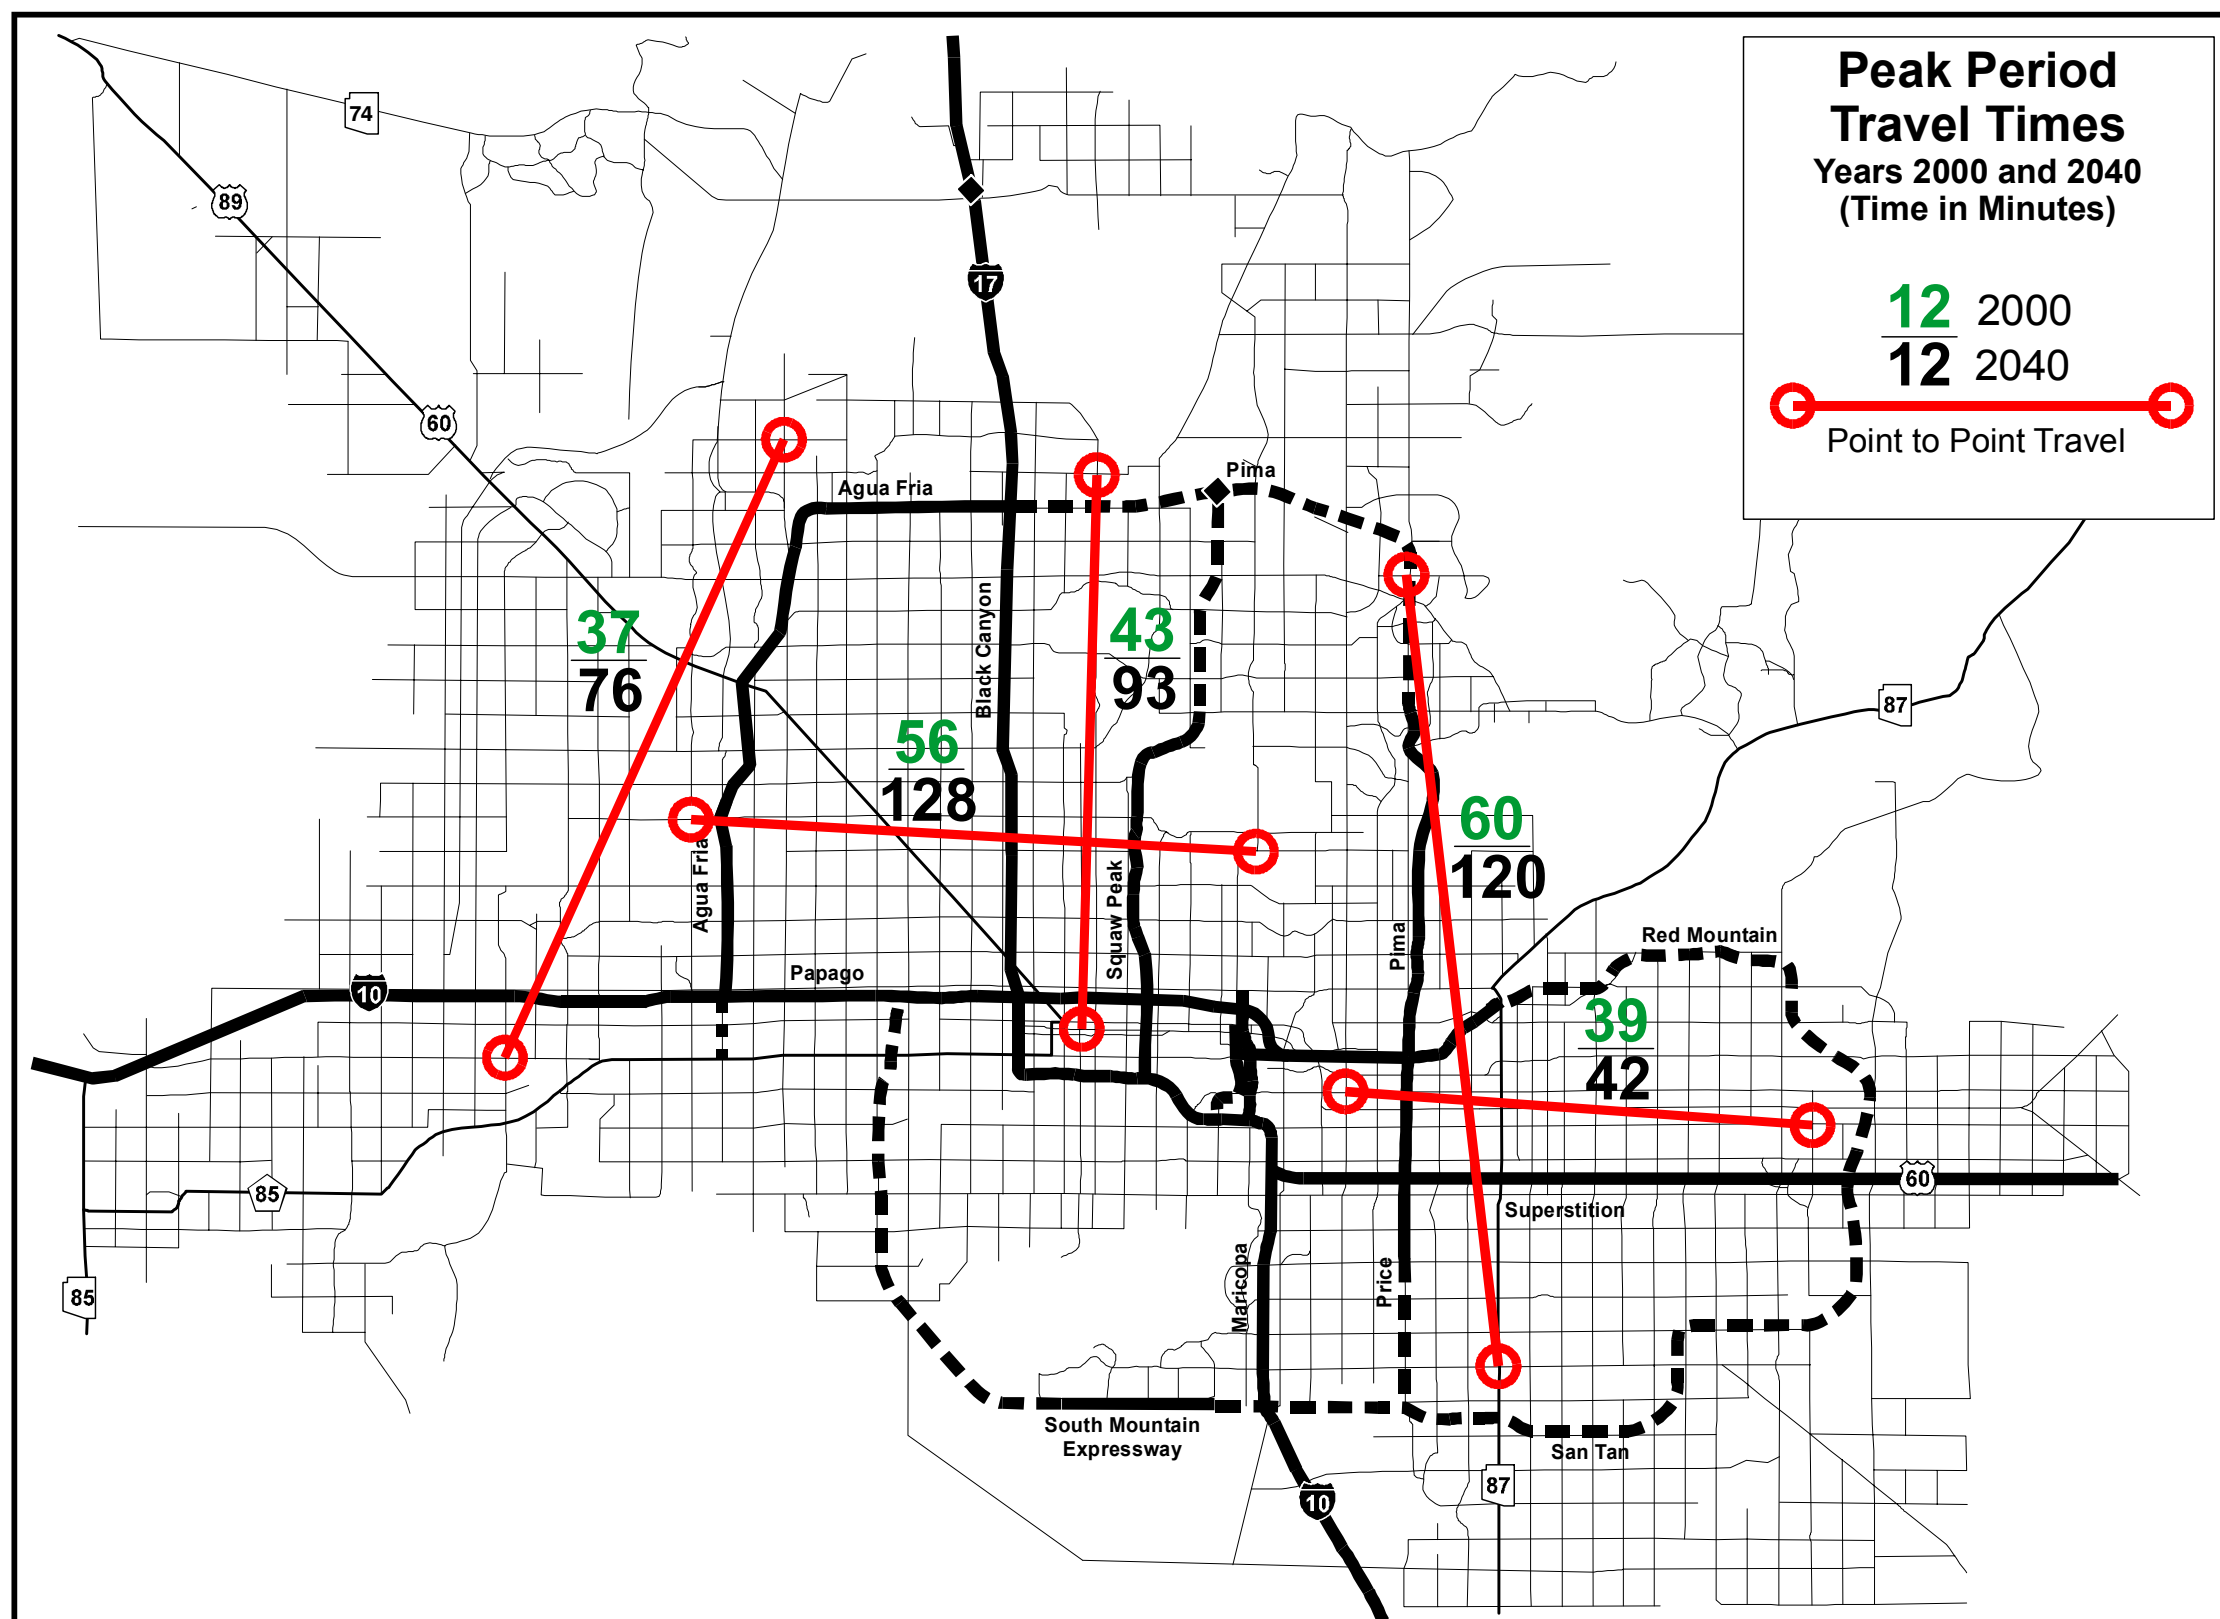 Peak Period
Travel Times
Years 2000 and 2040
(Time in Minutes)
12 2000
12 2040
Point to Point Travel
74
89
17
60
Pima
Agua Fria
37
76
Black Canyon
43
93
87
56
128
60
120
Agua Fria
Squaw Peak
Pima
Red Mountain
Papago
10
39
42
85
60
Superstition
85
Maricopa
Price
South Mountain
Expressway
San Tan
87
10